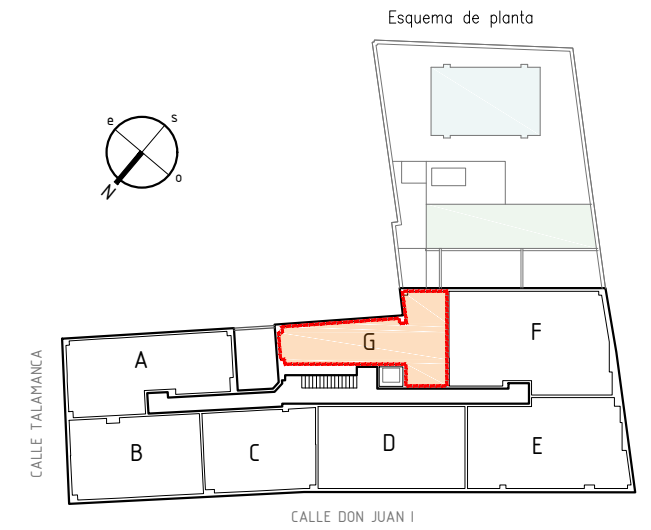 Esquema de planta
e
s
o
N
F
G
A
CALLE TALAMANCA
B
C
D
E
CALLE DON JUAN I